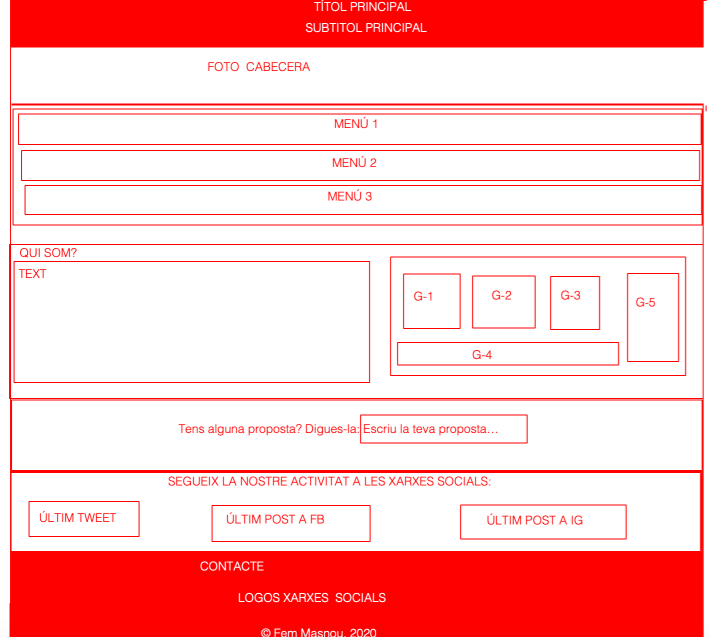 TÍTOL PRINCIPAL
SUBTITOL PRINCIPAL
FOTO CABECERA
MENÚ 1
MENÚ 2
MENÚ 3
QUI SOM?
TEXT
G-1
G-2
G-3
G-5
G-4
Tens alguna proposta? Digues-la: Escriu la teva proposta...
SEGUEIX LA NOSTRE ACTIVITAT A LES XARXES SOCIALS:
ÚLTIM TWEET
ÚLTIM POST A FB
ÚLTIM POST A IG
CONTACTE
LOGOS XARXES SOCIALS
© Fem Masnou, 2020